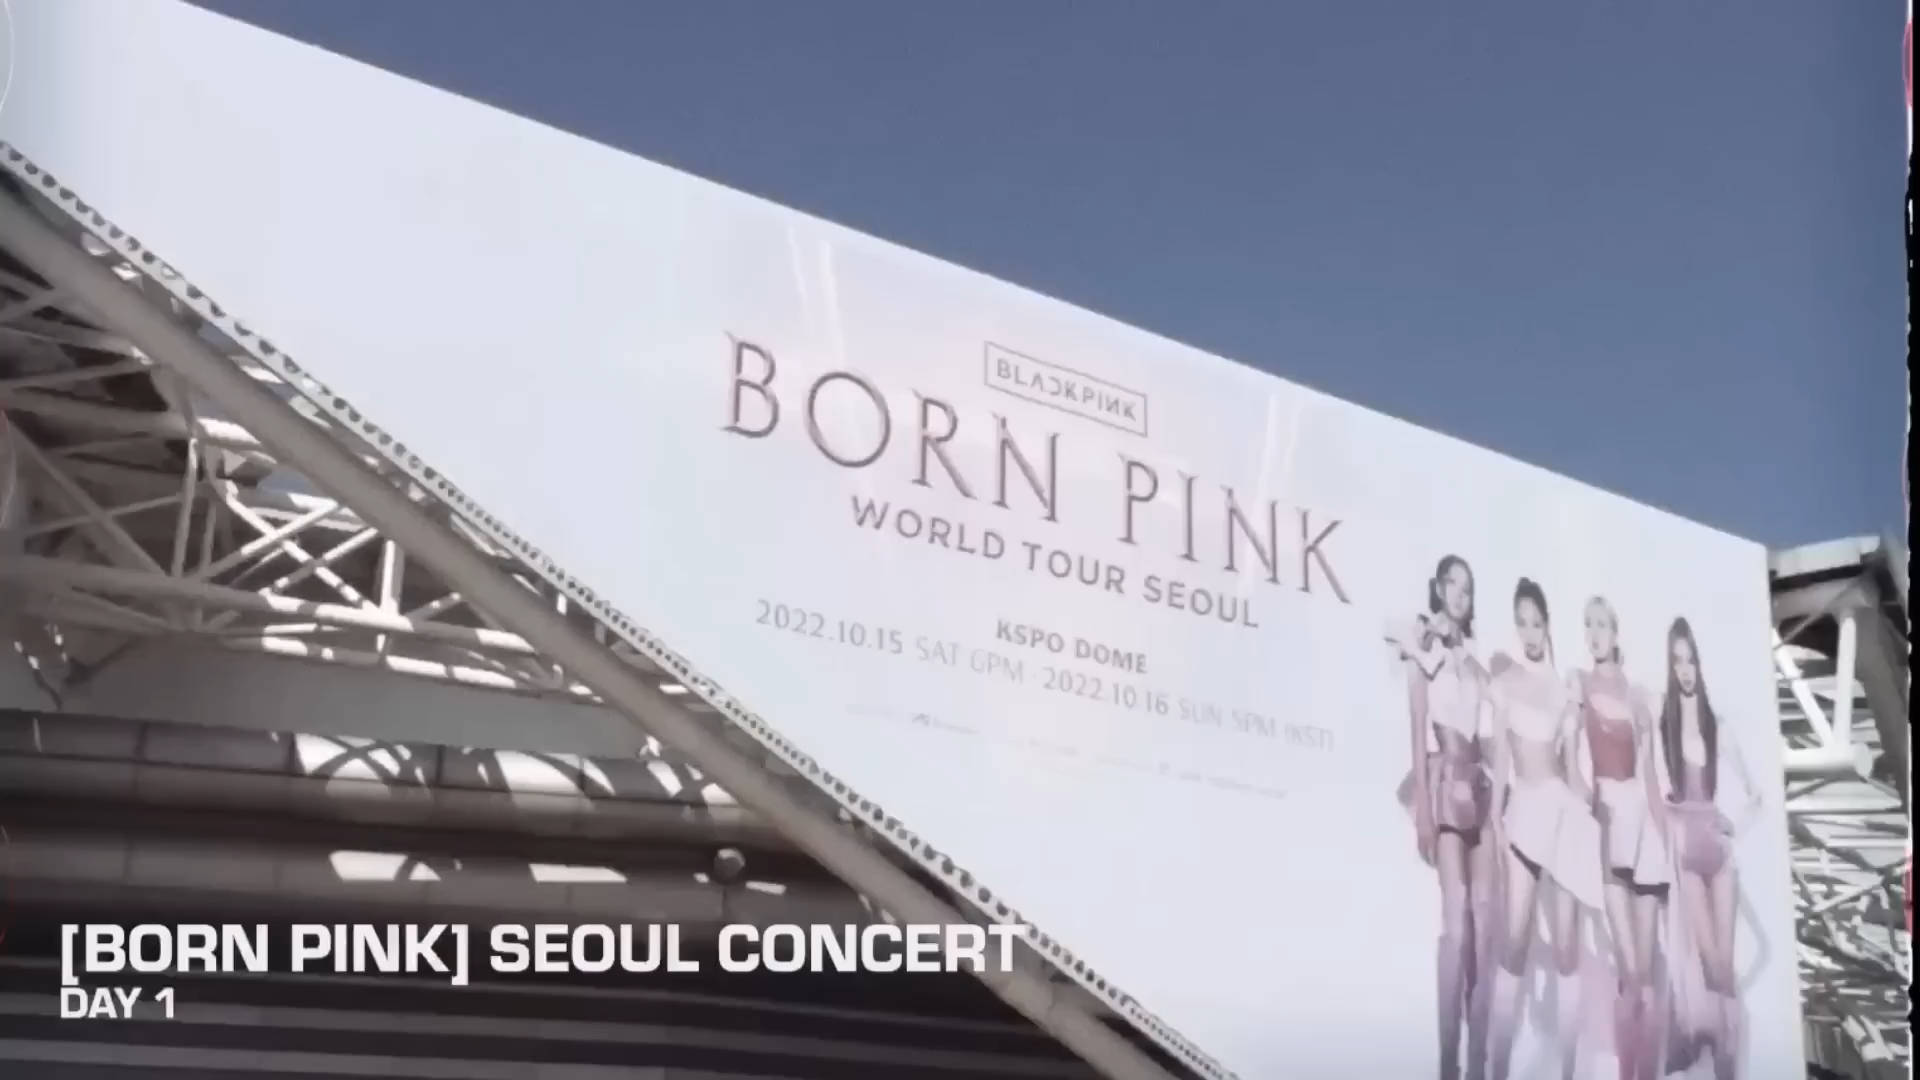 BLACKPINK
BORN PINK
WORLD TOUR SEOUL
KSPO DOME
2022.10.15 SAT 6PM · 2022.10.16 SUN 5PM (KST)
[BORN PINK] SEOUL CONCERT
DAY 1